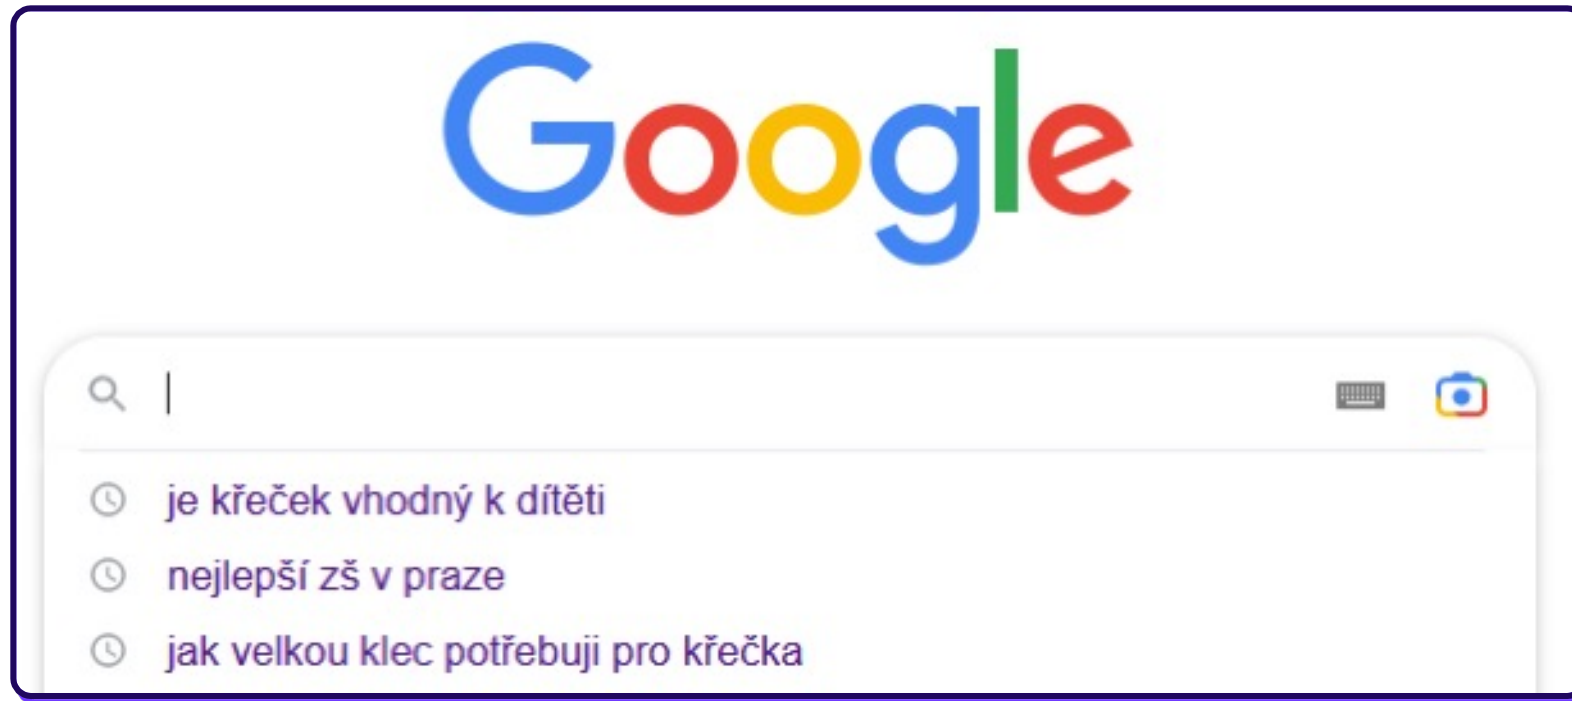 Google
je křeček vhodný k dítěti
nejlepší zš v praze
jak velkou klec potřebuji pro křečka